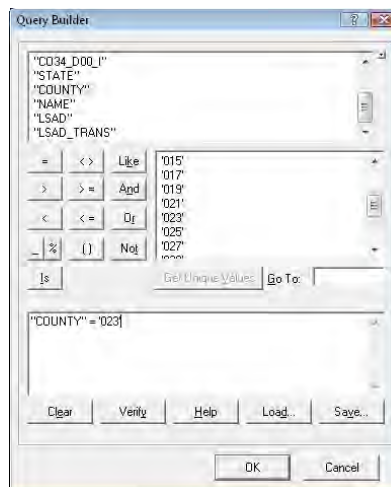 Query Builder
"CO34_D00_I"
"STATE"
"COUNTY"
"NAME"
"LSAD"
"LSAD_TRANS"
= <> Like
> >= And
< <= Or
_ % () Not
Is
'015'
'017'
'019'
'021'
'023'
'025'
'027'
Get Unique Values Go To:
"COUNTY" = '023'
Clear Verify Help Load... Save...
OK Cancel